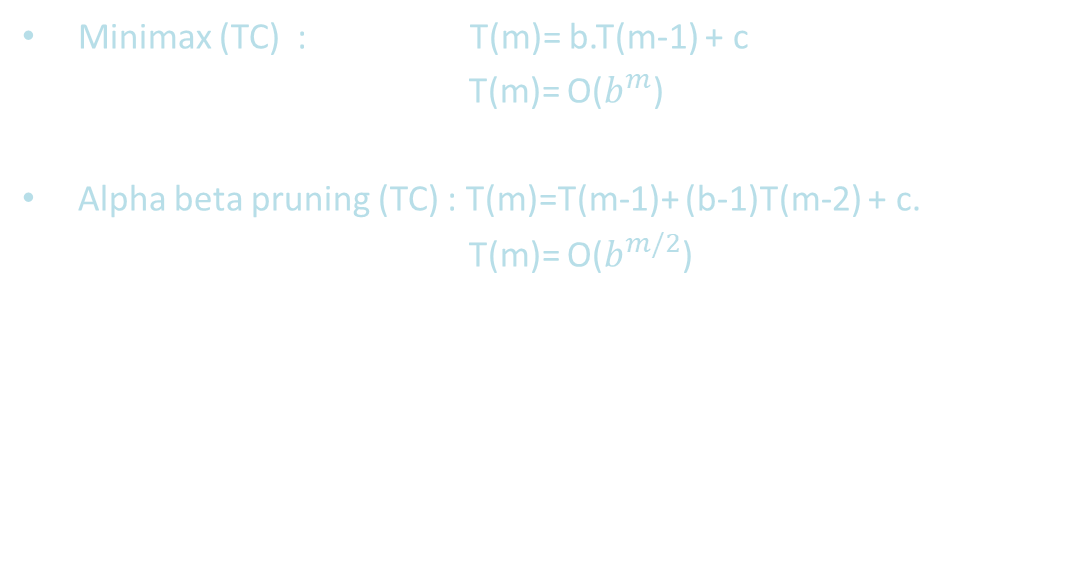 • Minimax (TC) : T(m)= b.T(m-1) + c
T(m)= O(b^m)
• Alpha beta pruning (TC) : T(m)=T(m-1)+ (b-1)T(m-2) + c.
T(m)= O(b^{m/2})